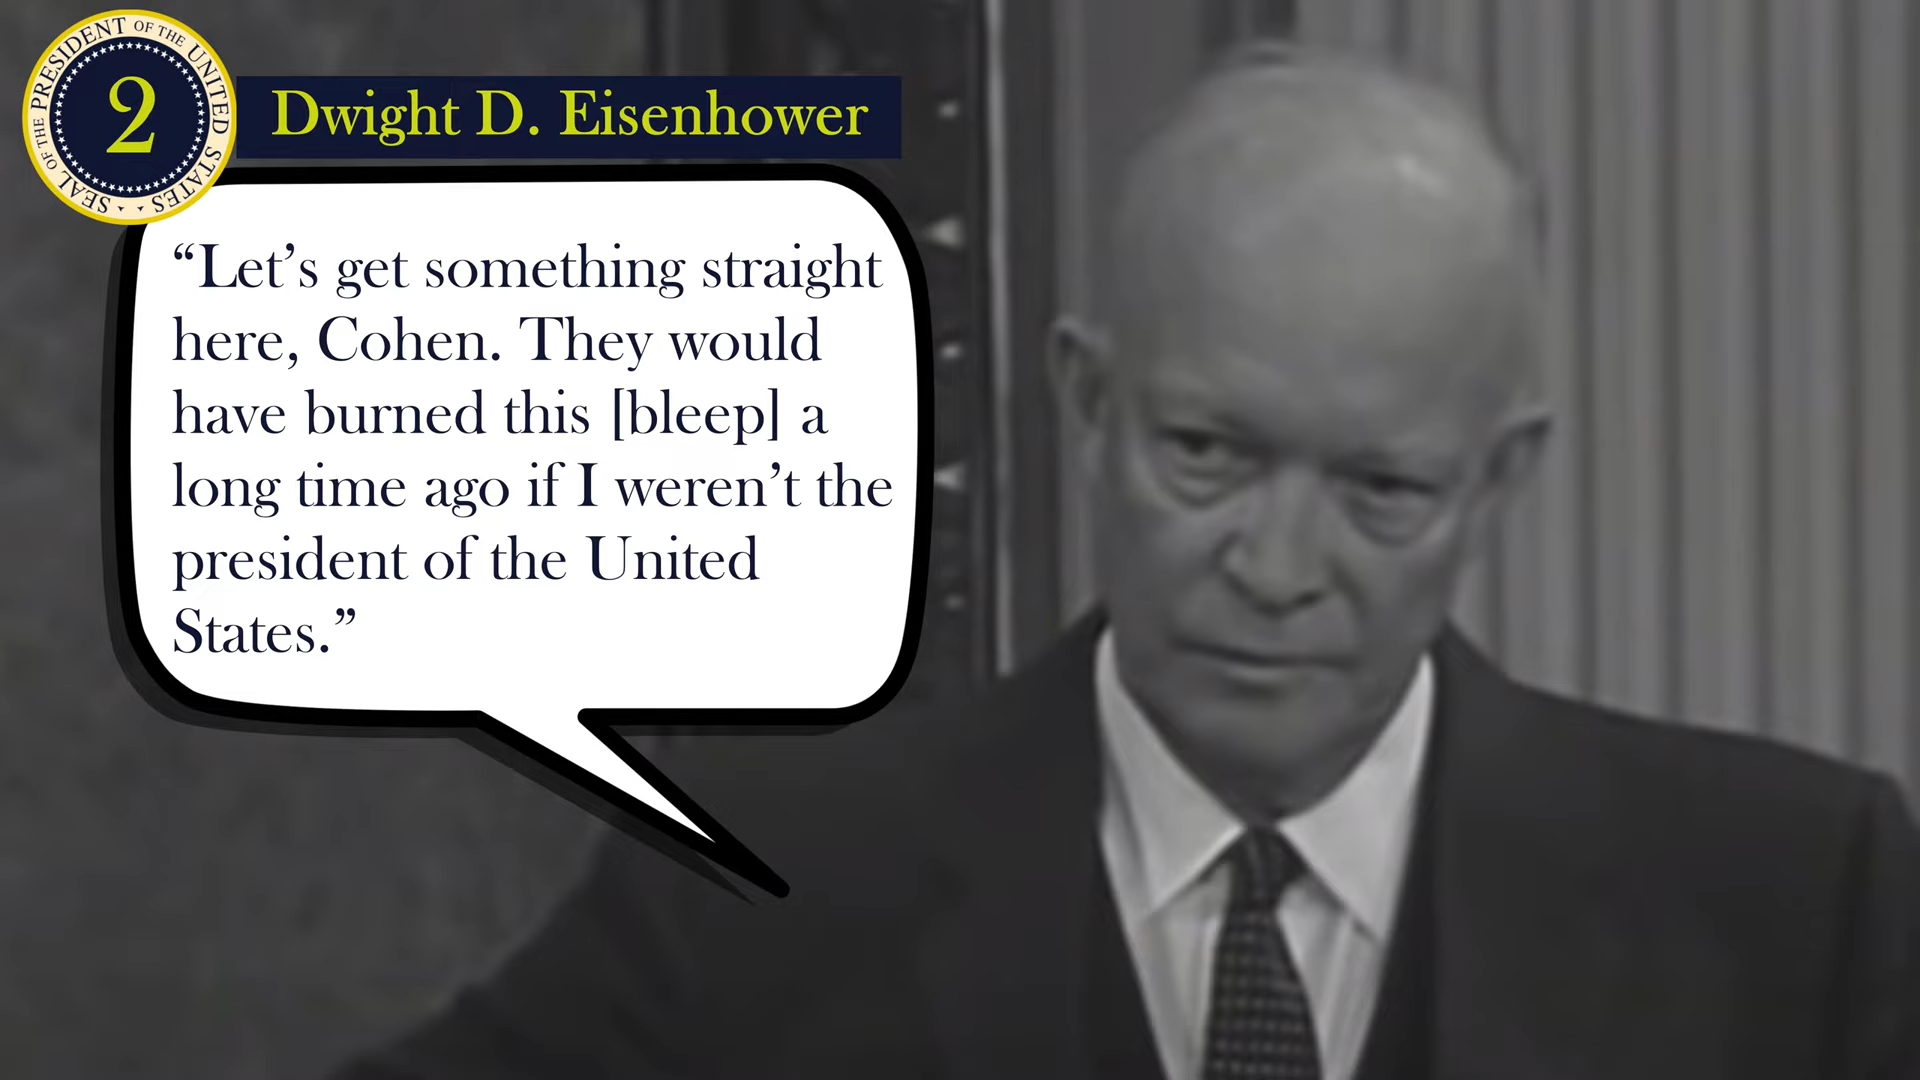 SEAL OF THE PRESIDENT OF THE UNITED STATES
2
Dwight D. Eisenhower
“Let’s get something straight
here, Cohen. They would
have burned this [bleep] a
long time ago if I weren’t the
president of the United
States.”